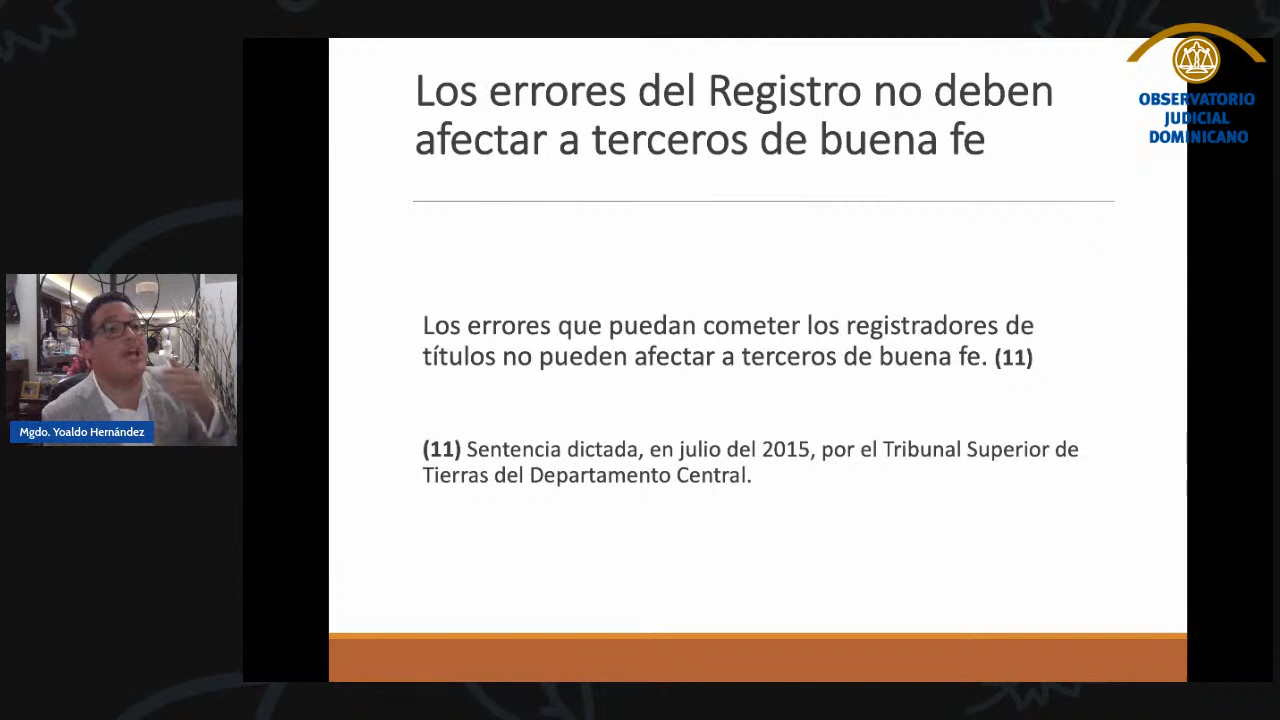 Los errores del Registro no deben
afectar a terceros de buena fe
OBSERVATORIO
JUDICIAL
DOMINICANO
Los errores que puedan cometer los registradores de
títulos no pueden afectar a terceros de buena fe. (11)
Mgdo. Yoaldo Hernández
(11) Sentencia dictada, en julio del 2015, por el Tribunal Superior de
Tierras del Departamento Central.